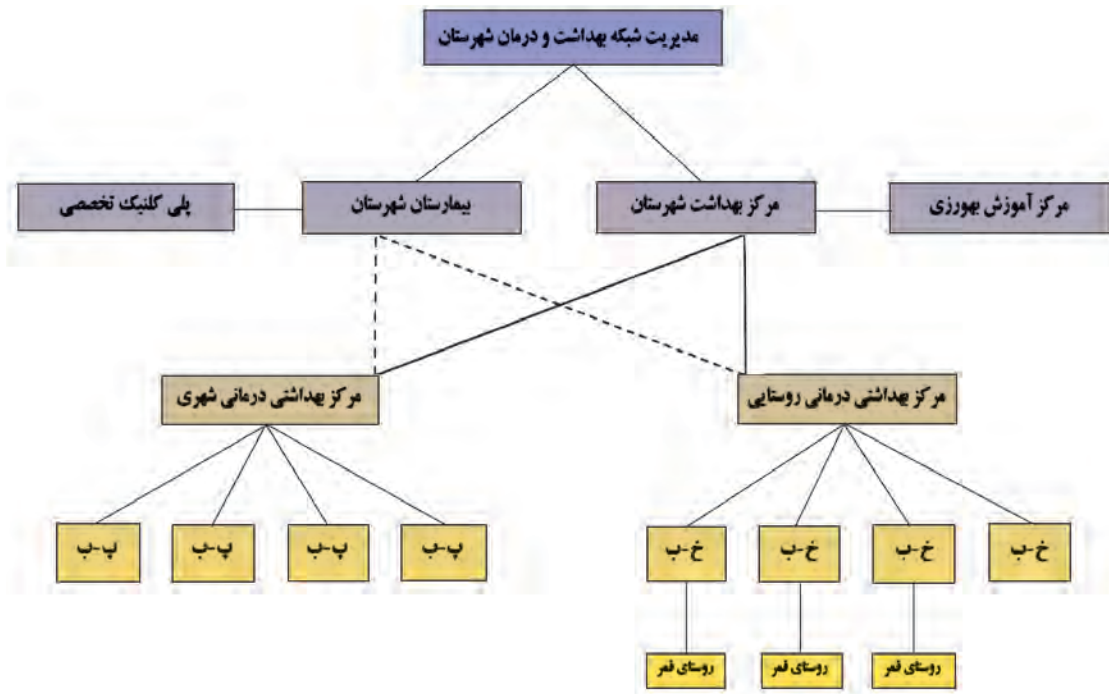 مدیریت شبکه بهداشت و درمان شهرستان
مرکز آموزش بهورزی
مرکز بهداشت شهرستان
بیمارستان شهرستان
پلی کلنیک تخصصی
مرکز بهداشتی درمانی روستایی
مرکز بهداشتی درمانی شهری
خ-ب
خ-ب
خ-ب
خ-ب
پ-ب
پ-ب
پ-ب
پ-ب
روستای قمر
روستای قمر
روستای قمر